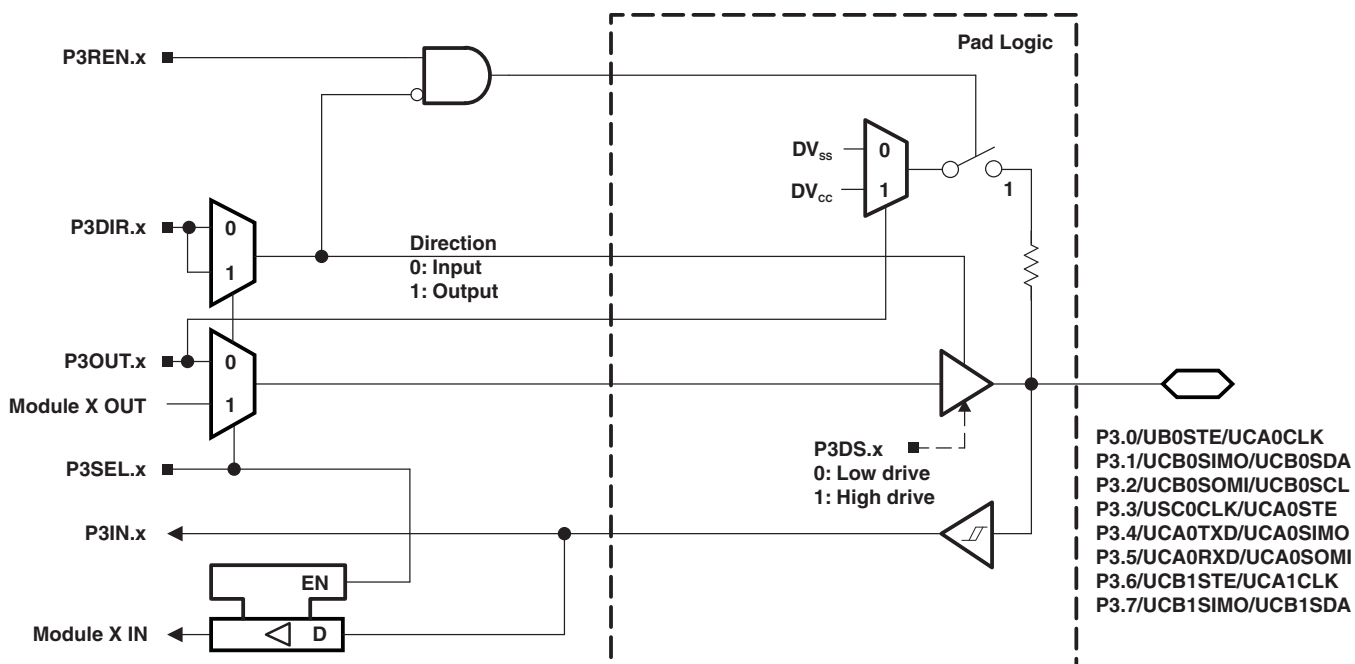 Pad Logic
P3REN.x
DVss
0
DVcc
1
1
P3DIR.x
0
1
Direction
0: Input
1: Output
P3OUT.x
0
Module X OUT
1
P3DS.x
0: Low drive
1: High drive
P3SEL.x
P3IN.x
EN
Module X IN
D
P3.0/UB0STE/UCA0CLK
P3.1/UCB0SIMO/UCB0SDA
P3.2/UCB0SOMI/UCB0SCL
P3.3/USC0CLK/UCA0STE
P3.4/UCA0TXD/UCA0SIMO
P3.5/UCA0RXD/UCA0SOMI
P3.6/UCB1STE/UCA1CLK
P3.7/UCB1SIMO/UCB1SDA